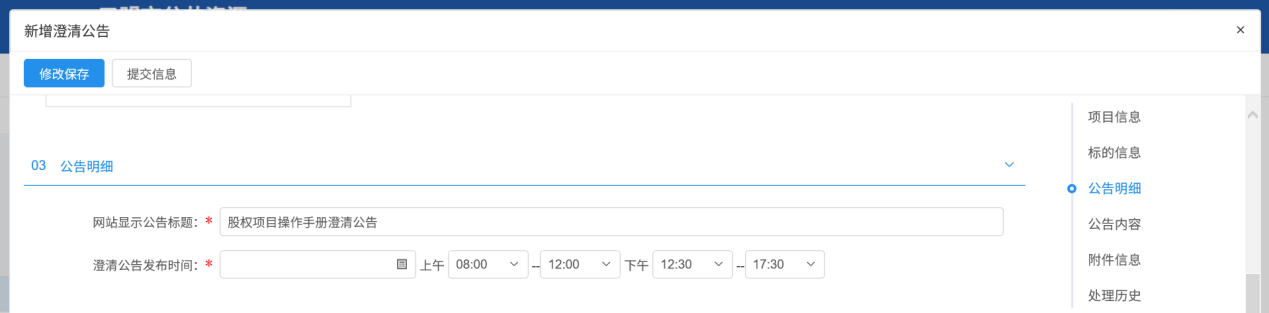 新增澄清公告 ×
修改保存 提交信息
项目信息
标的信息
03 公告明细
公告明细
网站显示公告标题：* 股权项目操作手册澄清公告
公告内容
澄清公告发布时间：* 上午 08:00 -- 12:00 下午 12:30 -- 17:30
附件信息
处理历史